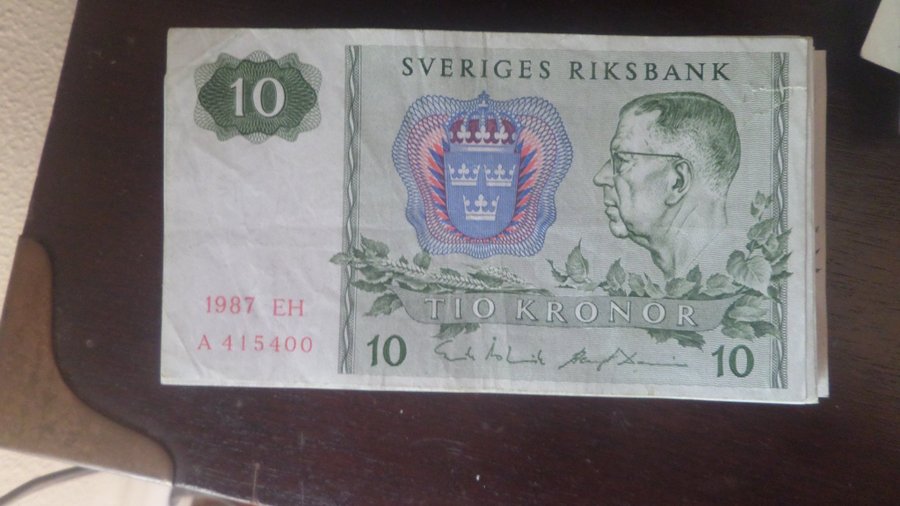 10
SVERIGES RIKSBANK
TIO KRONOR
1987 EH
A 415400
10
10